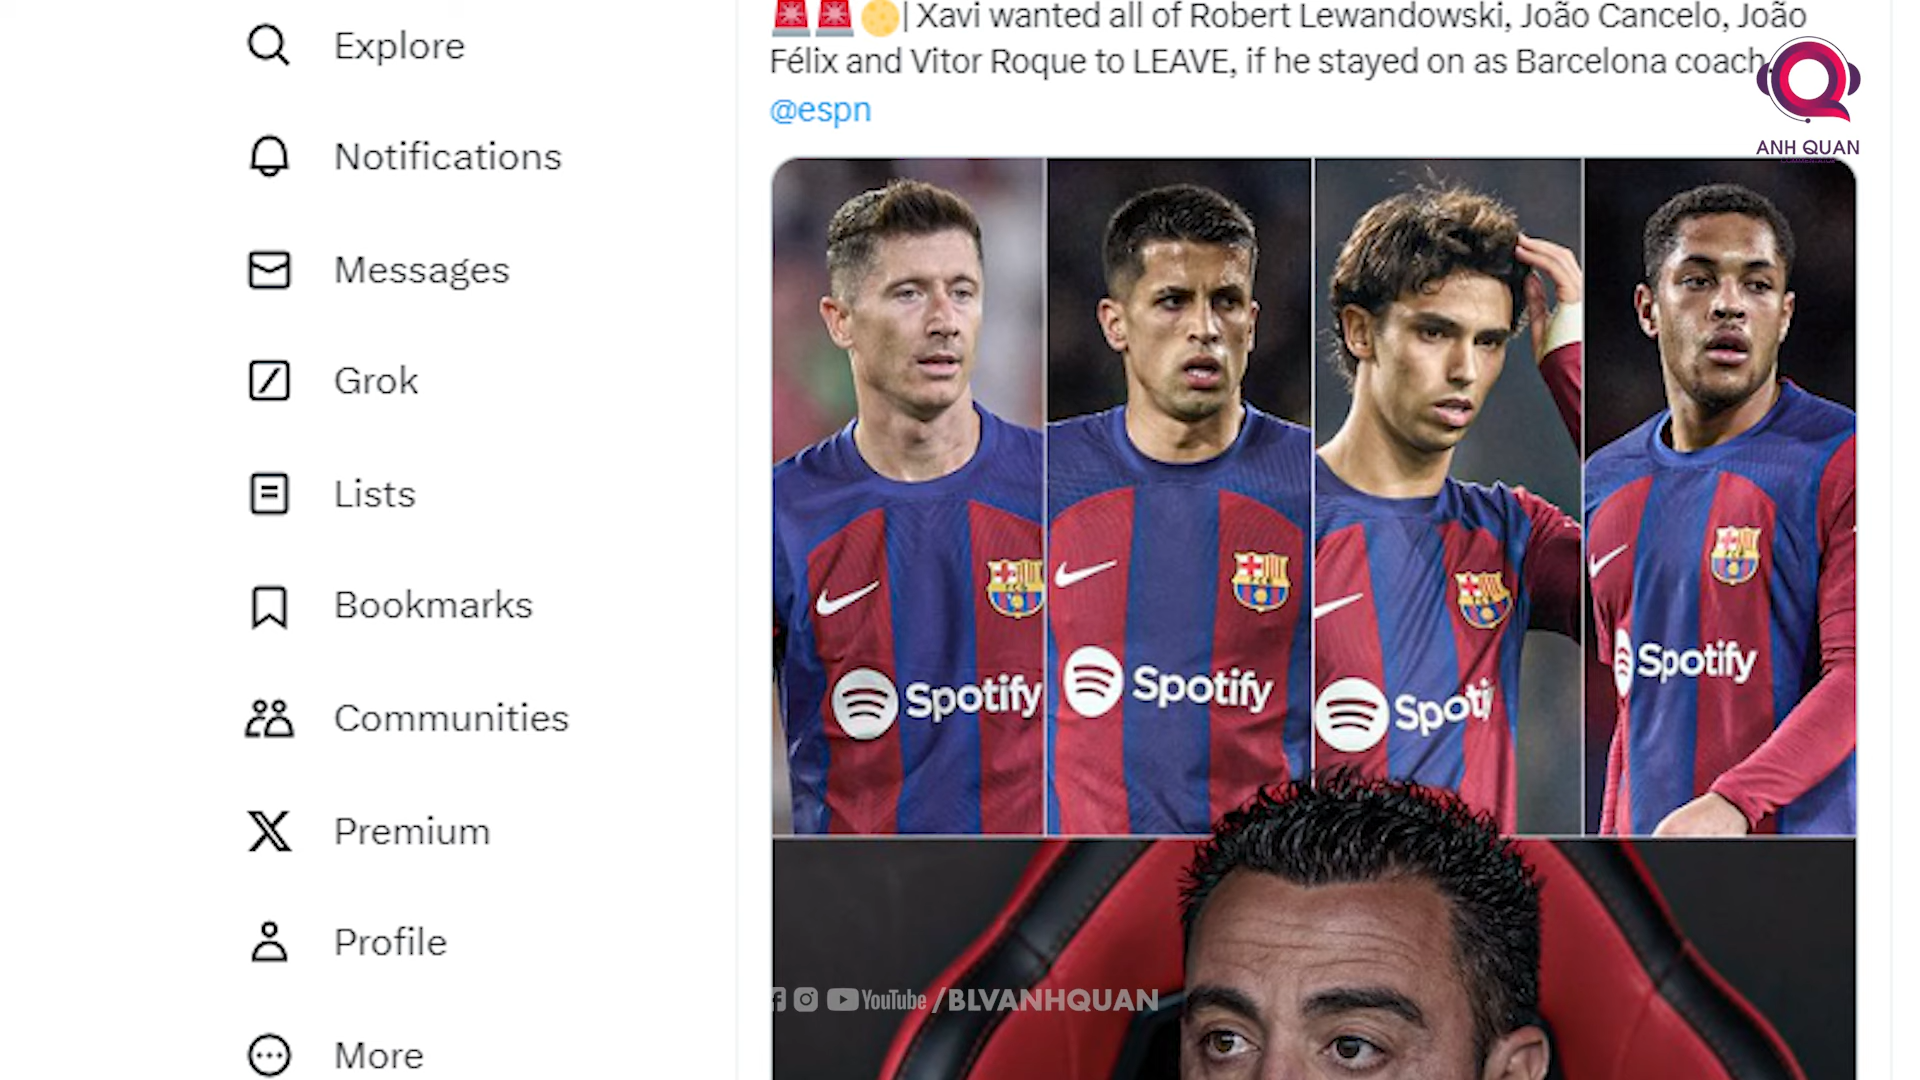 Explore
Notifications
Messages
Grok
Lists
Bookmarks
Communities
Premium
Profile
More
| Xavi wanted all of Robert Lewandowski, João Cancelo, João
Félix and Vitor Roque to LEAVE, if he stayed on as Barcelona coach.
@espn
ANH QUAN
Spotify
Spotify
Spoti
Spotify
YouTube /BLVANHQUAN